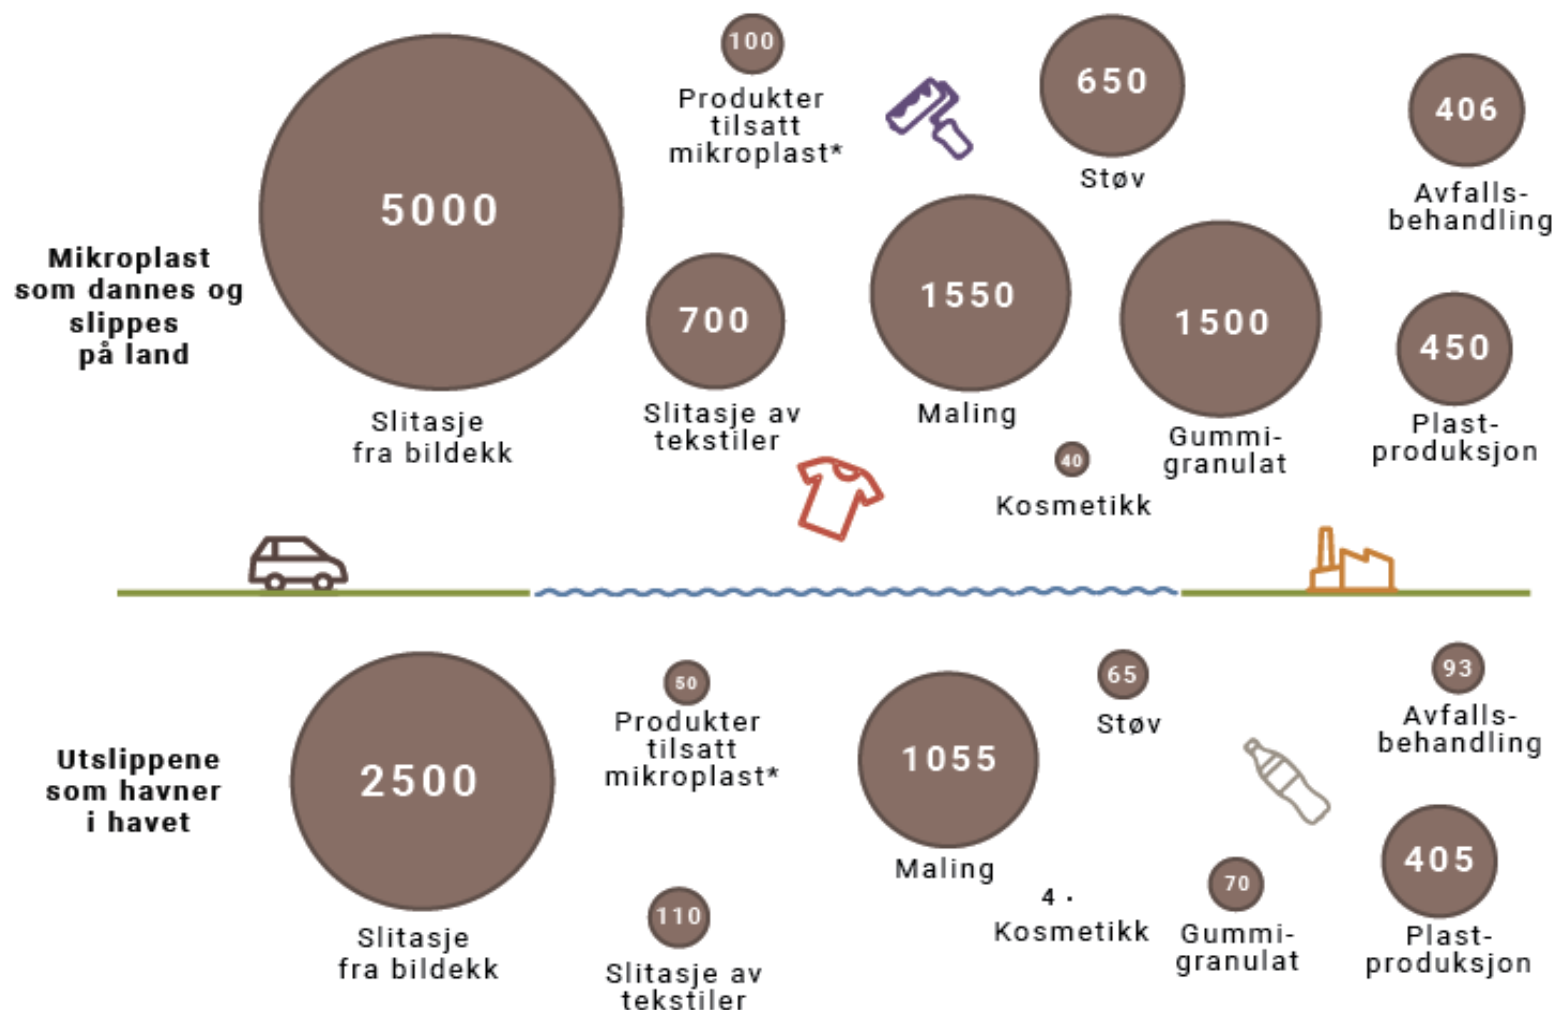 Mikroplast
som dannes og
slippes
på land
5000
Slitasje
fra bildekk
100
Produkter
tilsatt
mikroplast*
700
Slitasje av
tekstiler
650
Støv
1550
Maling
40
Kosmetikk
1500
Gummi-
granulat
406
Avfalls-
behandling
450
Plast-
produksjon
Utslippene
som havner
i havet
2500
Slitasje
fra bildekk
50
Produkter
tilsatt
mikroplast*
110
Slitasje av
tekstiler
1055
Maling
65
Støv
4
Kosmetikk
70
Gummi-
granulat
93
Avfalls-
behandling
405
Plast-
produksjon